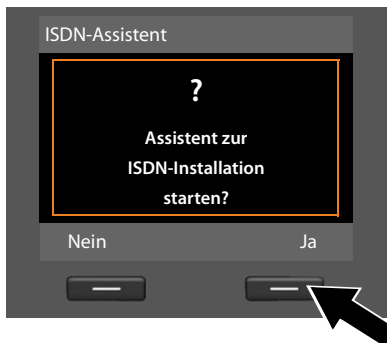 ISDN-Assistent
?
Assistent zur
ISDN-Installation
starten?
Nein Ja